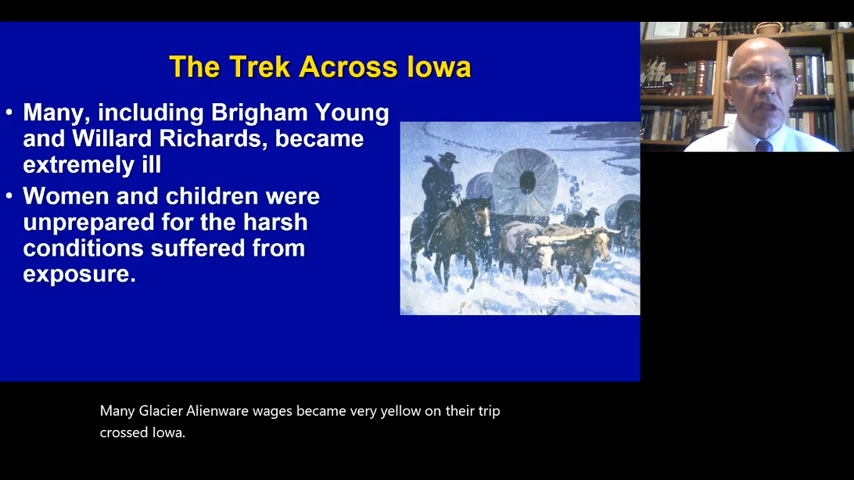 The Trek Across Iowa
• Many, including Brigham Young
and Willard Richards, became
extremely ill
• Women and children were
unprepared for the harsh
conditions suffered from
exposure.
Many Glacier Alienware wages became very yellow on their trip
crossed Iowa.